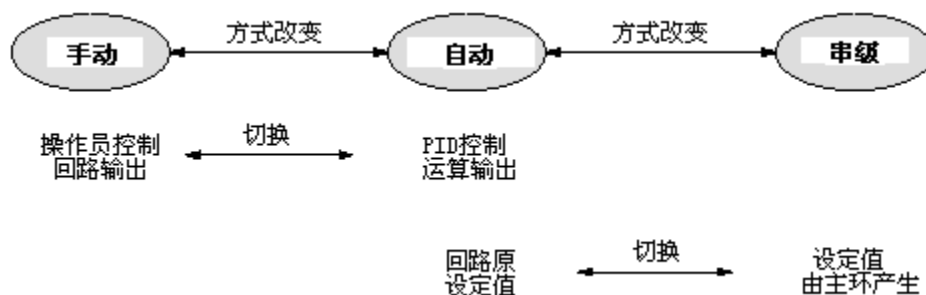 手动
方式改变
自动
方式改变
串级
操作员控制
回路输出
切换
PID控制
运算输出
回路原
设定值
切换
设定值
由主环产生